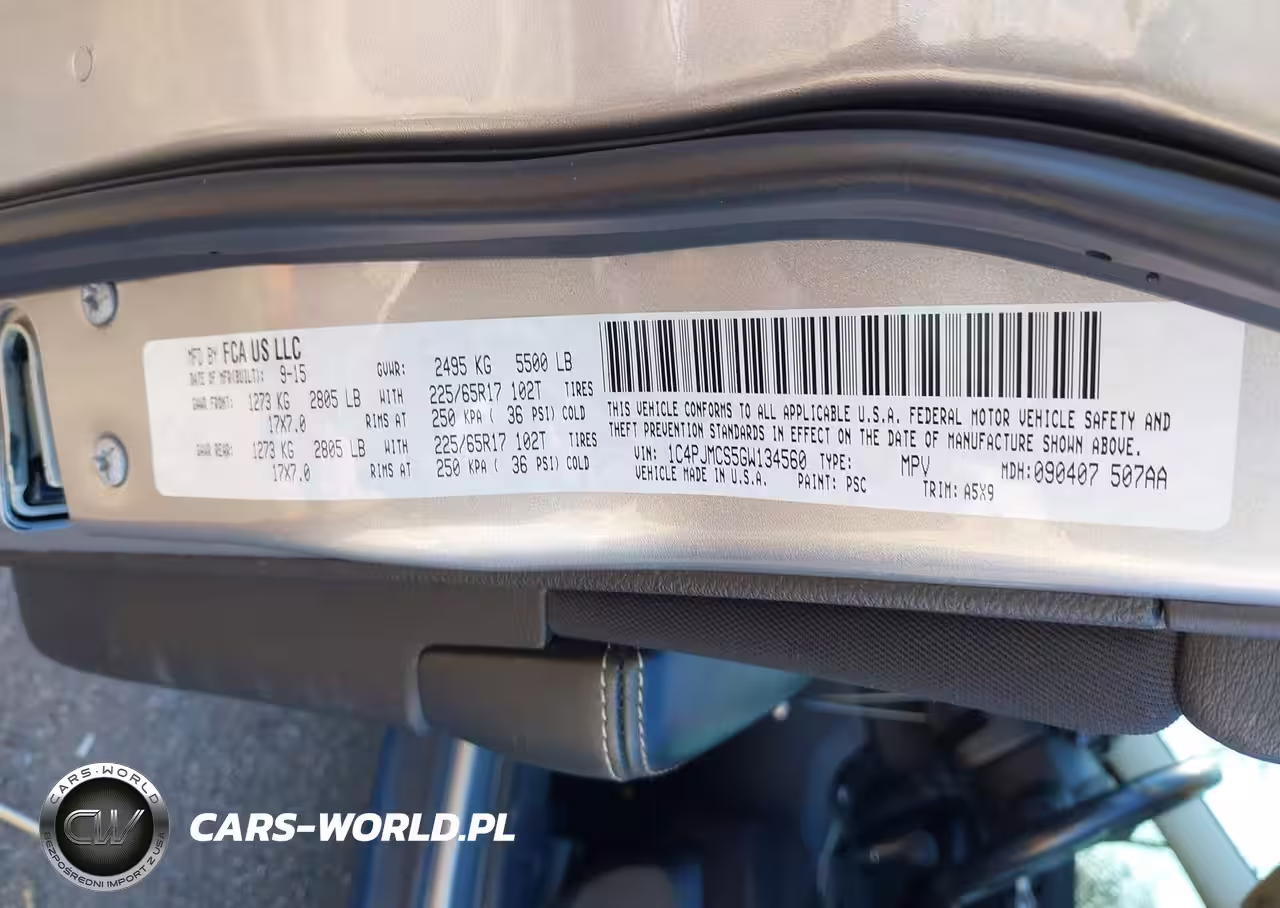 MFD BY FCA US LLC
DATE OF MFR(BUILT): 9-15 GVWR: 2495 KG 5500 LB
GAWR FRONT: 1273 KG 2805 LB WITH 225/65R17 102T TIRES
17X7.0 RIMS AT 250 KPA ( 36 PSI) COLD
GAWR REAR: 1273 KG 2805 LB WITH 225/65R17 102T TIRES
17X7.0 RIMS AT 250 KPA ( 36 PSI) COLD
THIS VEHICLE CONFORMS TO ALL APPLICABLE U.S.A. FEDERAL MOTOR VEHICLE SAFETY AND
THEFT PREVENTION STANDARDS IN EFFECT ON THE DATE OF MANUFACTURE SHOWN ABOVE.
VIN: 1C4PJMCS5GW134560 TYPE: MPV MDH:090407 507AA
VEHICLE MADE IN U.S.A. PAINT: PSC TRIM: A5X9
CARS-WORLD
CW
BEZPOŚREDNI IMPORT Z USA
CARS-WORLD.PL